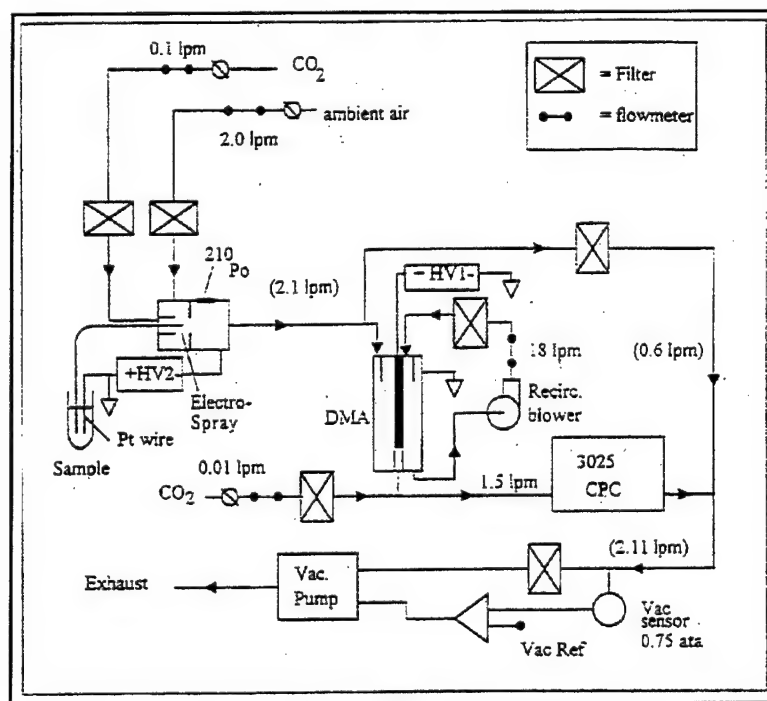 0.1 lpm
CO2
= Filter
ambient air
2.0 lpm
= flowmeter
210
Po
(2.1 lpm)
- HV1-
18 lpm
(0.6 lpm)
+HV2-
Electro-
Spray
DMA
Recirc.
blower
Pt wire
Sample
0.01 lpm
CO2
1.5 lpm
3025
CPC
(2.11 lpm)
Exhaust
Vac.
Pump
Vac
sensor
0.75 ata
Vac Ref